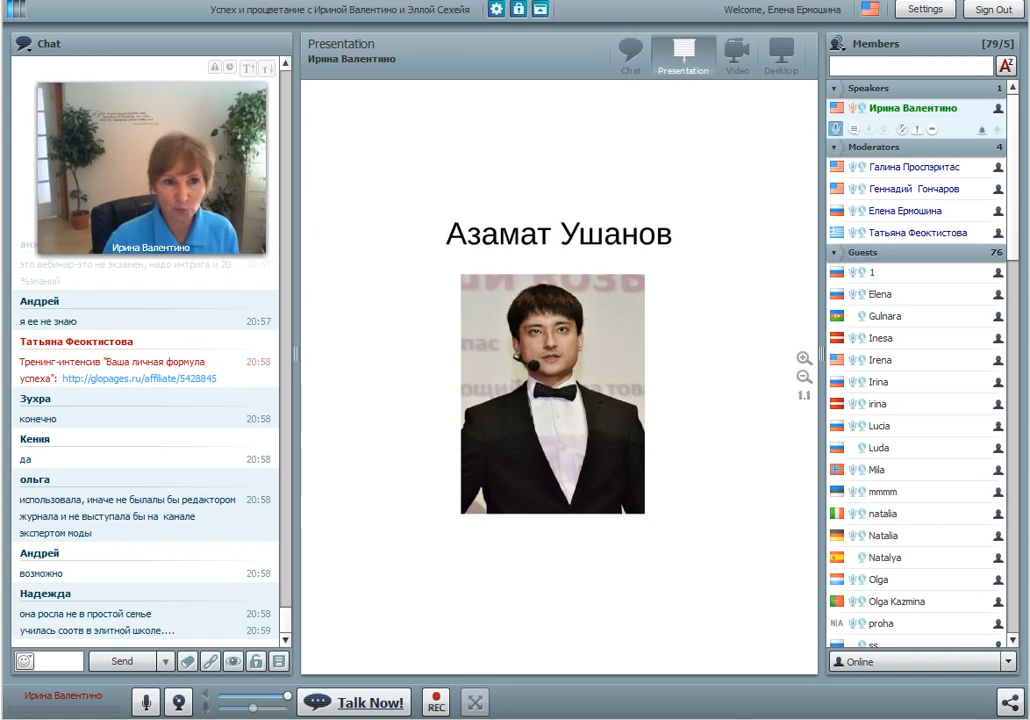 Успех и процветание с Ириной Валентино и Эллой Сехейя
Welcome, Елена Ермошина
Settings
Sign Out
Chat
Ирина Валентино
это вебинар-это не экзамен, надо интрига и 20 20:57
%знаний
Андрей
я ее не знаю 20:57
Татьяна Феоктистова
Тренинг-интенсив "Ваша личная формула 20:58
успеха": http://glopages.ru/affiliate/5428845
Зухра
конечно 20:58
Кения
да 20:58
ольга
использовала, иначе не былалы бы редактором 20:58
журнала и не выступала бы на канале
экспертом моды
Андрей
возможно 20:58
Надежда
она росла не в простой семье 20:58
училась соотв в элитной школе.... 20:59
Send
Presentation
Ирина Валентино
Chat
Presentation
Video
Desktop
Азамат Ушанов
1.1
Members [79/5]
Speakers 1
Ирина Валентино
Moderators 4
Галина Проспэритас
Геннадий Гончаров
Елена Ермошина
Татьяна Феоктистова
Guests 76
1
Elena
Gulnara
Inesa
Irena
Irina
irina
Lucia
Luda
Mila
mmmm
natalia
Natalia
Natalya
Olga
Olga Kazmina
N/A proha
ss
Online
Ирина Валентино
Talk Now!
REC